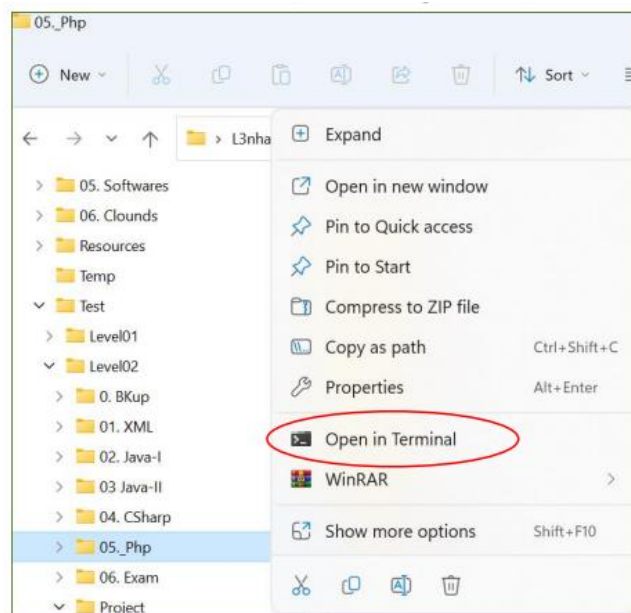 05._Php
New
Sort
L3nha
Expand
05. Softwares
Open in new window
06. Clounds
Pin to Quick access
Resources
Pin to Start
Temp
Test
Compress to ZIP file
Level01
Copy as path Ctrl+Shift+C
Level02
Properties Alt+Enter
0. BKup
01. XML
Open in Terminal
02. Java-I
WinRAR
03 Java-II
04. CSharp
Show more options Shift+F10
05._Php
06. Exam
Project